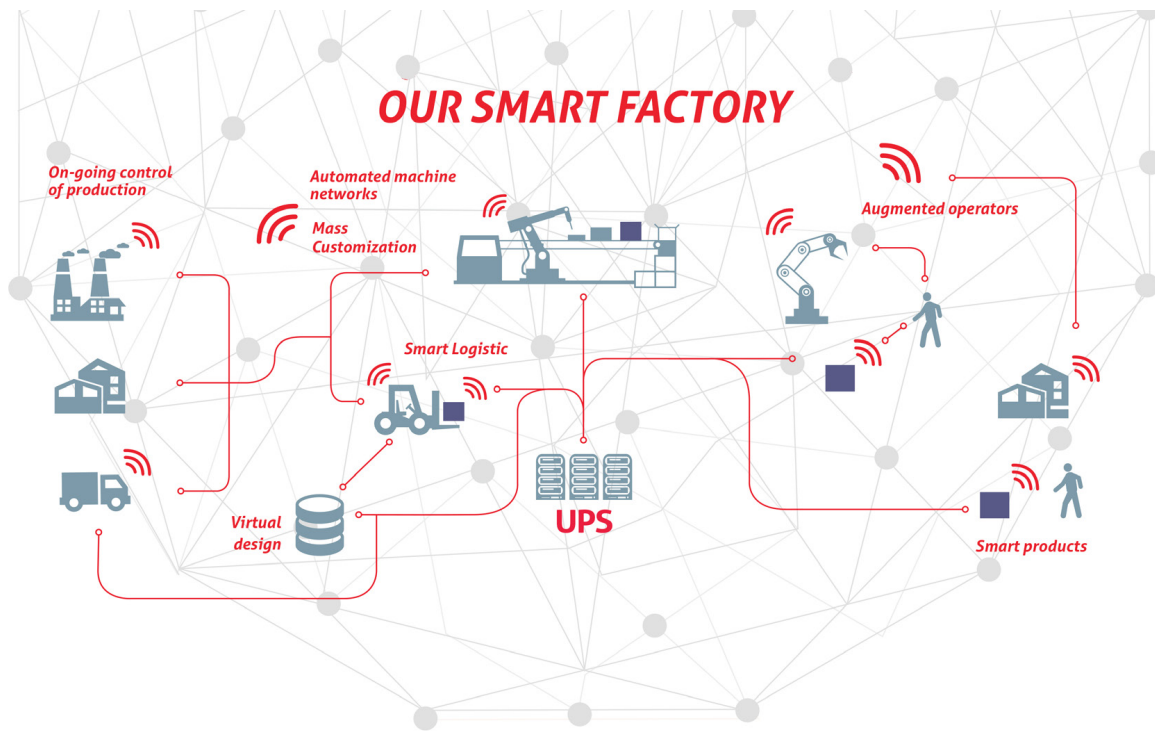 OUR SMART FACTORY
On-going control
of production
Automated machine
networks
Mass
Customization
Augmented operators
Smart Logistic
Virtual
design
UPS
Smart products